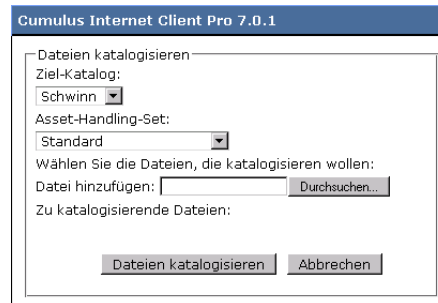 Cumulus Internet Client Pro 7.0.1
Dateien katalogisieren
Ziel-Katalog:
Schwinn
Asset-Handling-Set:
Standard
Wählen Sie die Dateien, die katalogisieren wollen:
Datei hinzufügen: Durchsuchen...
Zu katalogisierende Dateien:
Dateien katalogisieren Abbrechen